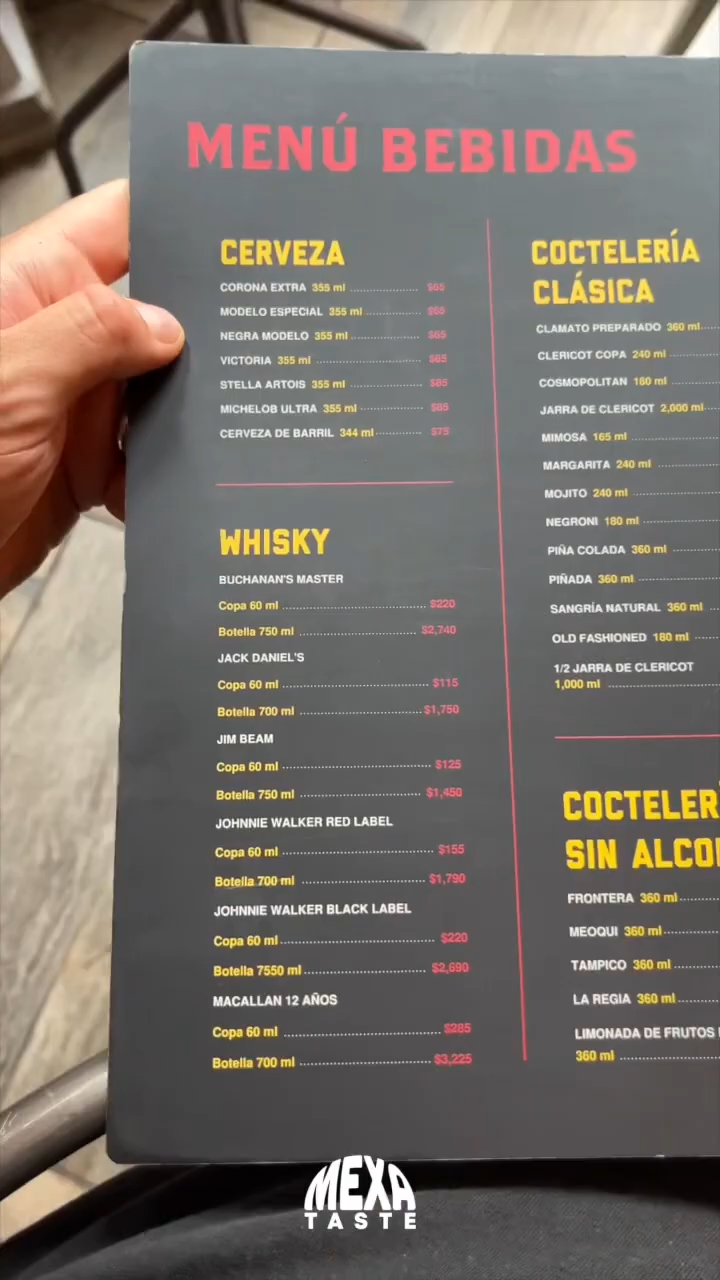 MENÚ BEBIDAS
CERVEZA
CORONA EXTRA 355 ml $65
MODELO ESPECIAL 355 ml $65
NEGRA MODELO 355 ml $65
VICTORIA 355 ml $65
STELLA ARTOIS 355 ml $85
MICHELOB ULTRA 355 ml $85
CERVEZA DE BARRIL 344 ml $75
WHISKY
BUCHANAN'S MASTER
Copa 60 ml $220
Botella 750 ml $2,740
JACK DANIEL'S
Copa 60 ml $115
Botella 700 ml $1,750
JIM BEAM
Copa 60 ml $125
Botella 750 ml $1,450
JOHNNIE WALKER RED LABEL
Copa 60 ml $155
Botella 700 ml $1,790
JOHNNIE WALKER BLACK LABEL
Copa 60 ml $220
Botella 7550 ml $2,690
MACALLAN 12 AÑOS
Copa 60 ml $285
Botella 700 ml $3,225
COCTELERÍA
CLÁSICA
CLAMATO PREPARADO 360 ml
CLERICOT COPA 240 ml
COSMOPOLITAN 180 ml
JARRA DE CLERICOT 2,000 ml
MIMOSA 165 ml
MARGARITA 240 ml
MOJITO 240 ml
NEGRONI 180 ml
PIÑA COLADA 360 ml
PIÑADA 360 ml
SANGRÍA NATURAL 360 ml
OLD FASHIONED 180 ml
1/2 JARRA DE CLERICOT
1,000 ml
COCTELER
SIN ALCO
FRONTERA 360 ml
MEOQUI 360 ml
TAMPICO 360 ml
LA REGIA 360 ml
LIMONADA DE FRUTOS
360 ml
MEXA
TASTE